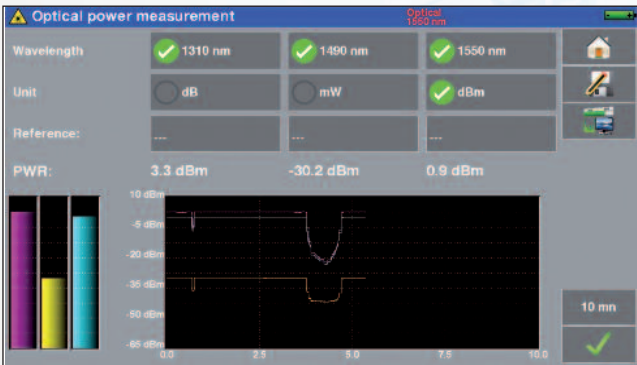 Optical power measurement
Optical
1550 nm
Wavelength 1310 nm 1490 nm 1550 nm
Unit dB mW dBm
Reference: --- --- ---
PWR: 3.3 dBm -30.2 dBm 0.9 dBm
10 dBm
-5 dBm
-20 dBm
-35 dBm
-50 dBm
-65 dBm
0.0 2.5 5.0 7.5 10.0
10 mn